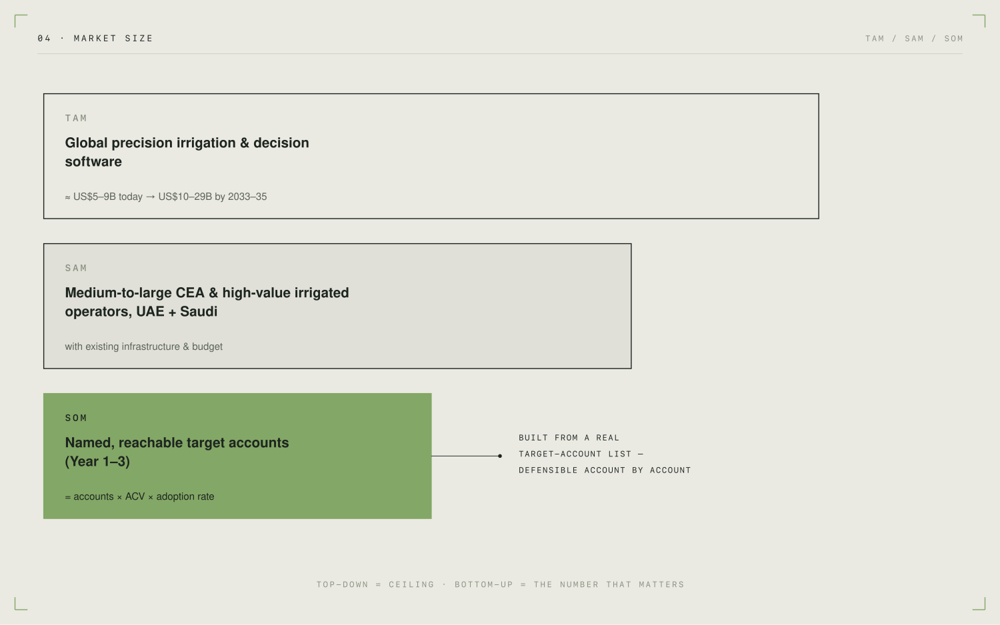 04 · MARKET SIZE
TAM / SAM / SOM
TAM
Global precision irrigation & decision
software
≈ US$5–9B today → US$10–29B by 2033–35
SAM
Medium-to-large CEA & high-value irrigated
operators, UAE + Saudi
with existing infrastructure & budget
SOM
Named, reachable target accounts
(Year 1–3)
= accounts × ACV × adoption rate
BUILT FROM A REAL
TARGET–ACCOUNT LIST —
DEFENSIBLE ACCOUNT BY ACCOUNT
TOP–DOWN = CEILING · BOTTOM–UP = THE NUMBER THAT MATTERS